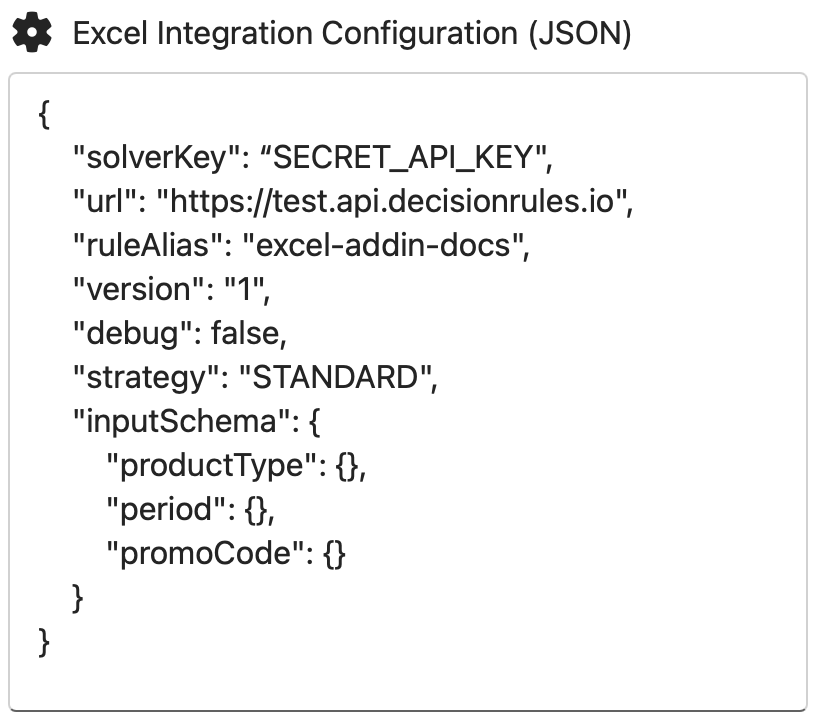 Excel Integration Configuration (JSON)
{
"solverKey": “SECRET_API_KEY",
"url": "https://test.api.decisionrules.io",
"ruleAlias": "excel-addin-docs",
"version": "1",
"debug": false,
"strategy": "STANDARD",
"inputSchema": {
"productType": {},
"period": {},
"promoCode": {}
}
}